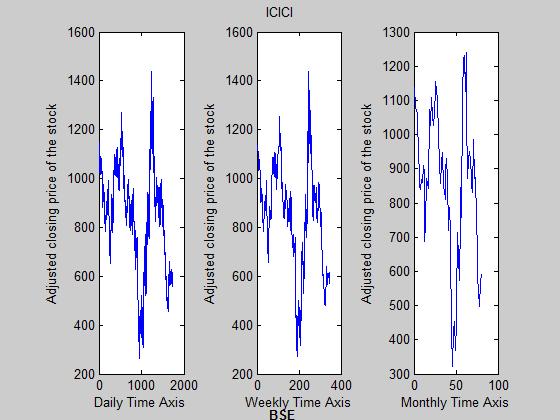 ICICI
Adjusted closing price of the stock
1600
1400
1200
1000
800
600
400
200
0 1000 2000
Daily Time Axis
Adjusted closing price of the stock
1600
1400
1200
1000
800
600
400
200
0 200 400
Weekly Time Axis
Adjusted closing price of the stock
1300
1200
1100
1000
900
800
700
600
500
400
300
0 50 100
Monthly Time Axis
BSE